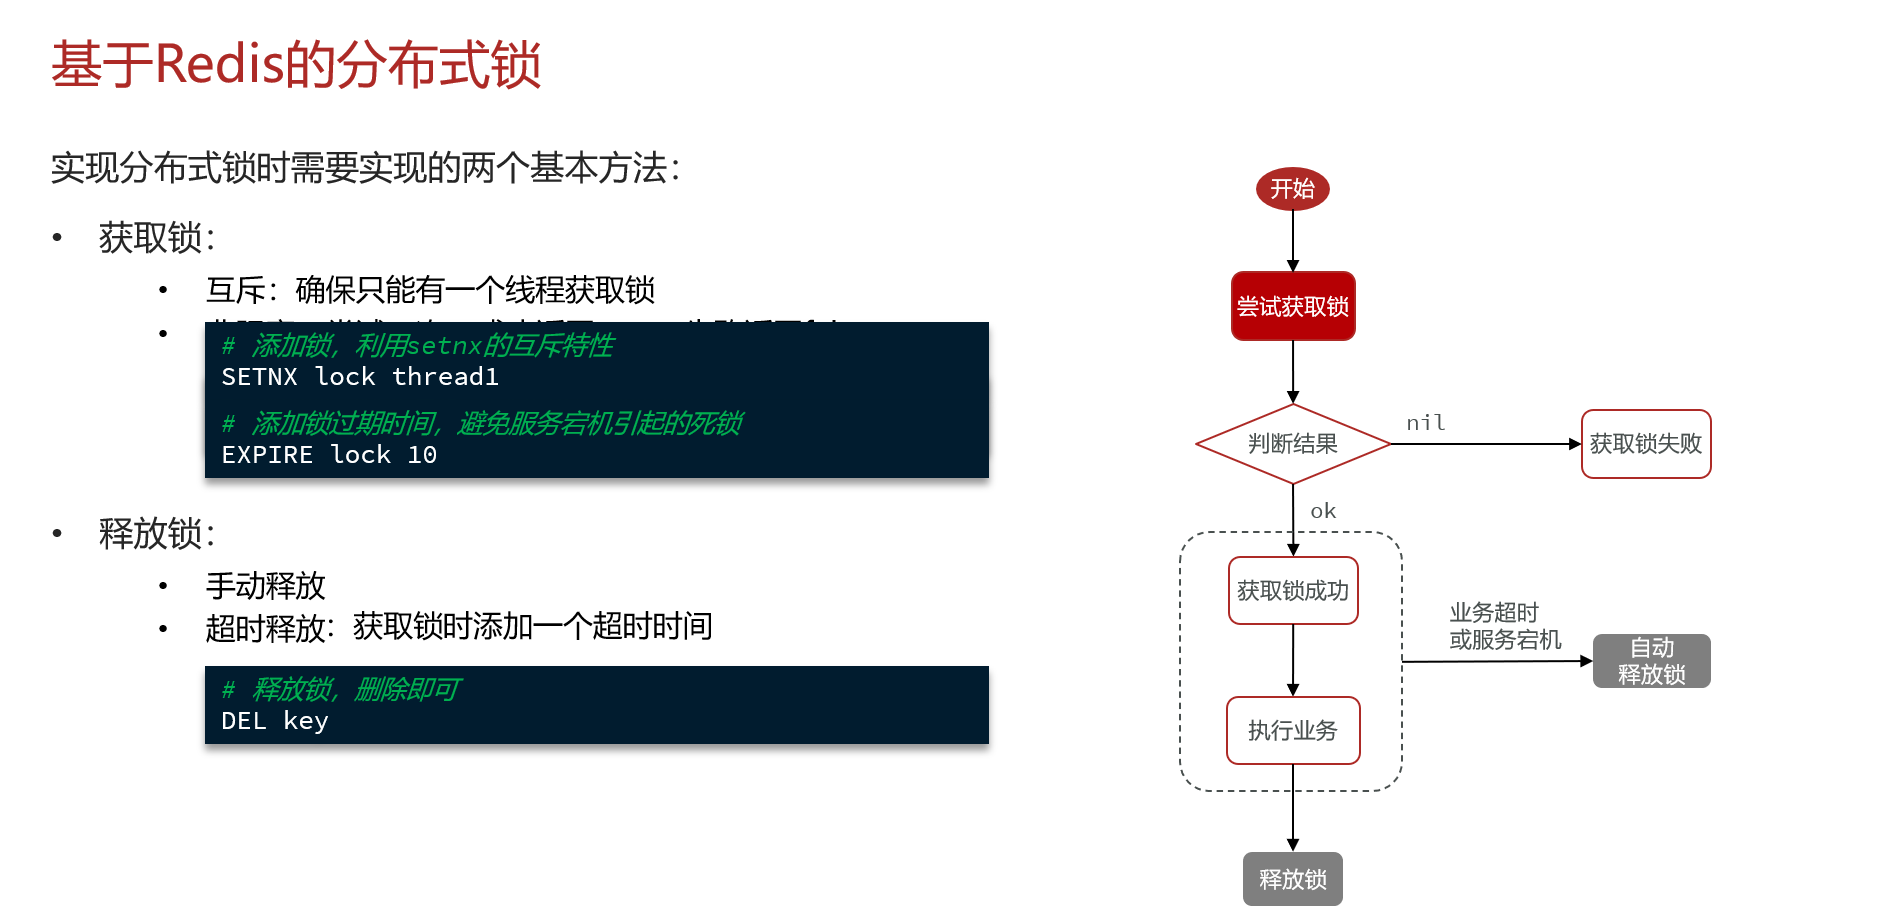 基于Redis的分布式锁
实现分布式锁时需要实现的两个基本方法：
• 获取锁：
• 互斥：确保只能有一个线程获取锁
•
# 添加锁，利用setnx的互斥特性
SETNX lock thread1
# 添加锁过期时间，避免服务宕机引起的死锁
EXPIRE lock 10
• 释放锁：
• 手动释放
• 超时释放：获取锁时添加一个超时时间
# 释放锁，删除即可
DEL key
开始
尝试获取锁
判断结果
nil
获取锁失败
ok
获取锁成功
业务超时
或服务宕机
自动
释放锁
执行业务
释放锁